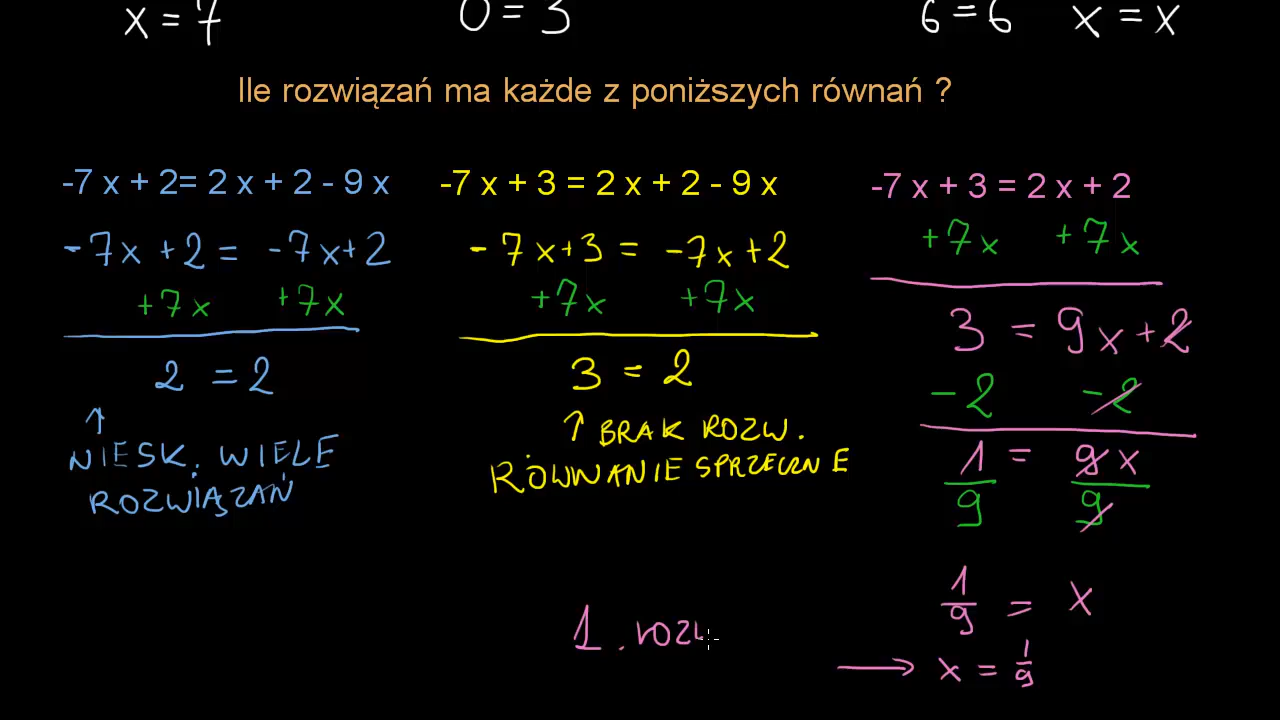 x = 7
0 = 3
6 = 6 x = x
Ile rozwiązań ma każde z poniższych równań ?
-7 x + 2= 2 x + 2 - 9 x
-7x + 2 = -7x + 2
+7x +7x
2 = 2
↑
NIESK. WIELE
ROZWIĄZAŃ
-7 x + 3 = 2 x + 2 - 9 x
-7x + 3 = -7x + 2
+7x +7x
3 = 2
↑ BRAK ROZW.
RÓWNANIE SPRZECZNE
-7 x + 3 = 2 x + 2
+7x +7x
3 = 9x + 2
-2 -2
1 = 9x
9 9
1/9 = x
→ x = 1/9
1. rozw